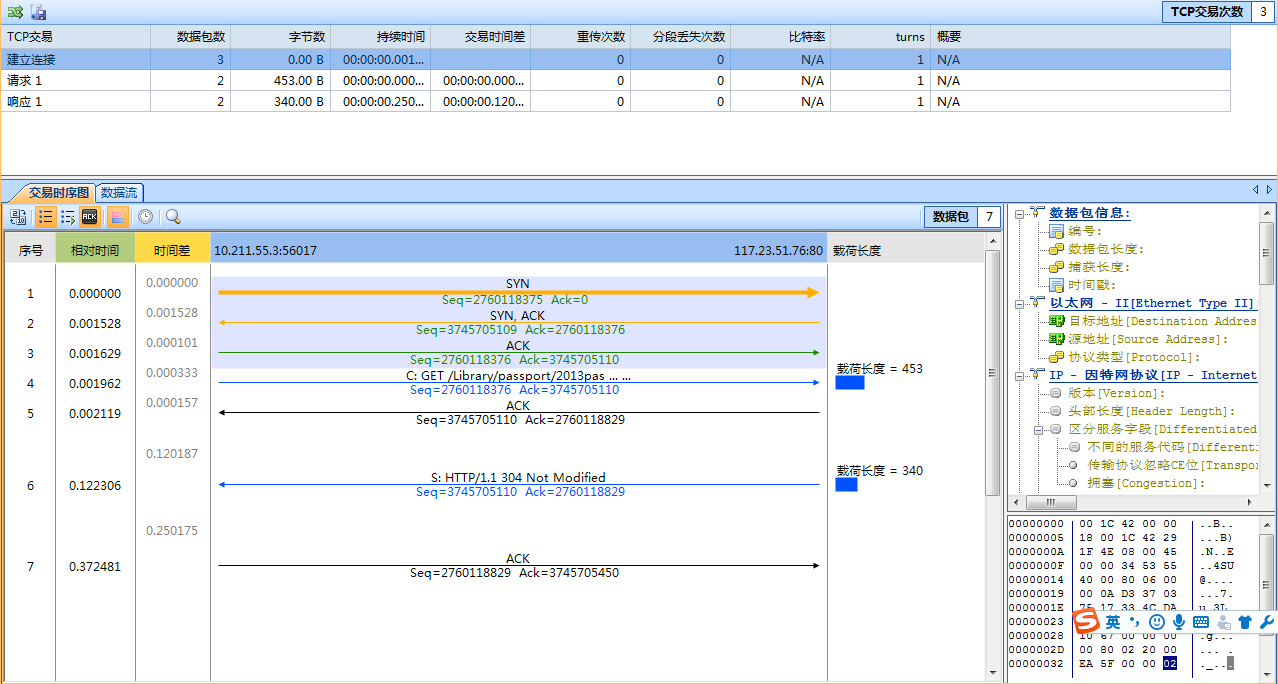 TCP交易次数 3
TCP交易 数据包数 字节数 持续时间 交易时间差 重传次数 分段丢失次数 比特率 turns 概要
建立连接 3 0.00 B 00:00:00.001... 0 0 N/A 1 N/A
请求 1 2 453.00 B 00:00:00.000... 00:00:00.000... 0 0 N/A 1 N/A
响应 1 2 340.00 B 00:00:00.250... 00:00:00.120... 0 0 N/A 1 N/A
交易时序图 数据流
ACK 数据包 7
序号 相对时间 时间差 10.211.55.3:56017 117.23.51.76:80 载荷长度
0.000000 SYN
1 0.000000 Seq=2760118375 Ack=0
0.001528 SYN, ACK
2 0.001528 Seq=3745705109 Ack=2760118376
0.000101 ACK
3 0.001629 Seq=2760118376 Ack=3745705110
0.000333 C: GET /Library/passport/2013pas ... ... 载荷长度 = 453
4 0.001962 Seq=2760118376 Ack=3745705110
0.000157 ACK
5 0.002119 Seq=3745705110 Ack=2760118829
0.120187 S: HTTP/1.1 304 Not Modified 载荷长度 = 340
6 0.122306 Seq=3745705110 Ack=2760118829
0.250175 ACK
7 0.372481 Seq=2760118829 Ack=3745705450
数据包信息:
编号:
数据包长度:
捕获长度:
时间戳:
以太网 - II[Ethernet Type II]
目标地址[Destination Addres
源地址[Source Address]:
协议类型[Protocol]:
IP - 因特网协议[IP - Internet
版本[Version]:
头部长度[Header Length]:
区分服务字段[Differentiated
不同的服务代码[Differenti
传输协议忽略CE位[Transpo
拥塞[Congestion]:
00000000 00 1C 42 00 00 ..B..
00000005 18 00 1C 42 29 ...B)
0000000A 1F 4E 08 00 45 .N..E
0000000F 00 00 34 53 55 ..4SU
00000014 40 00 80 06 00 @....
00000019 00 0A D3 37 03 ...7.
0000001E 75 17 33 4C DA u.3L.
00000023
英
00000028 10 67 00 00 00 .g...
0000002D 00 80 02 20 00 ... .
00000032 EA 5F 00 00 02 ._...